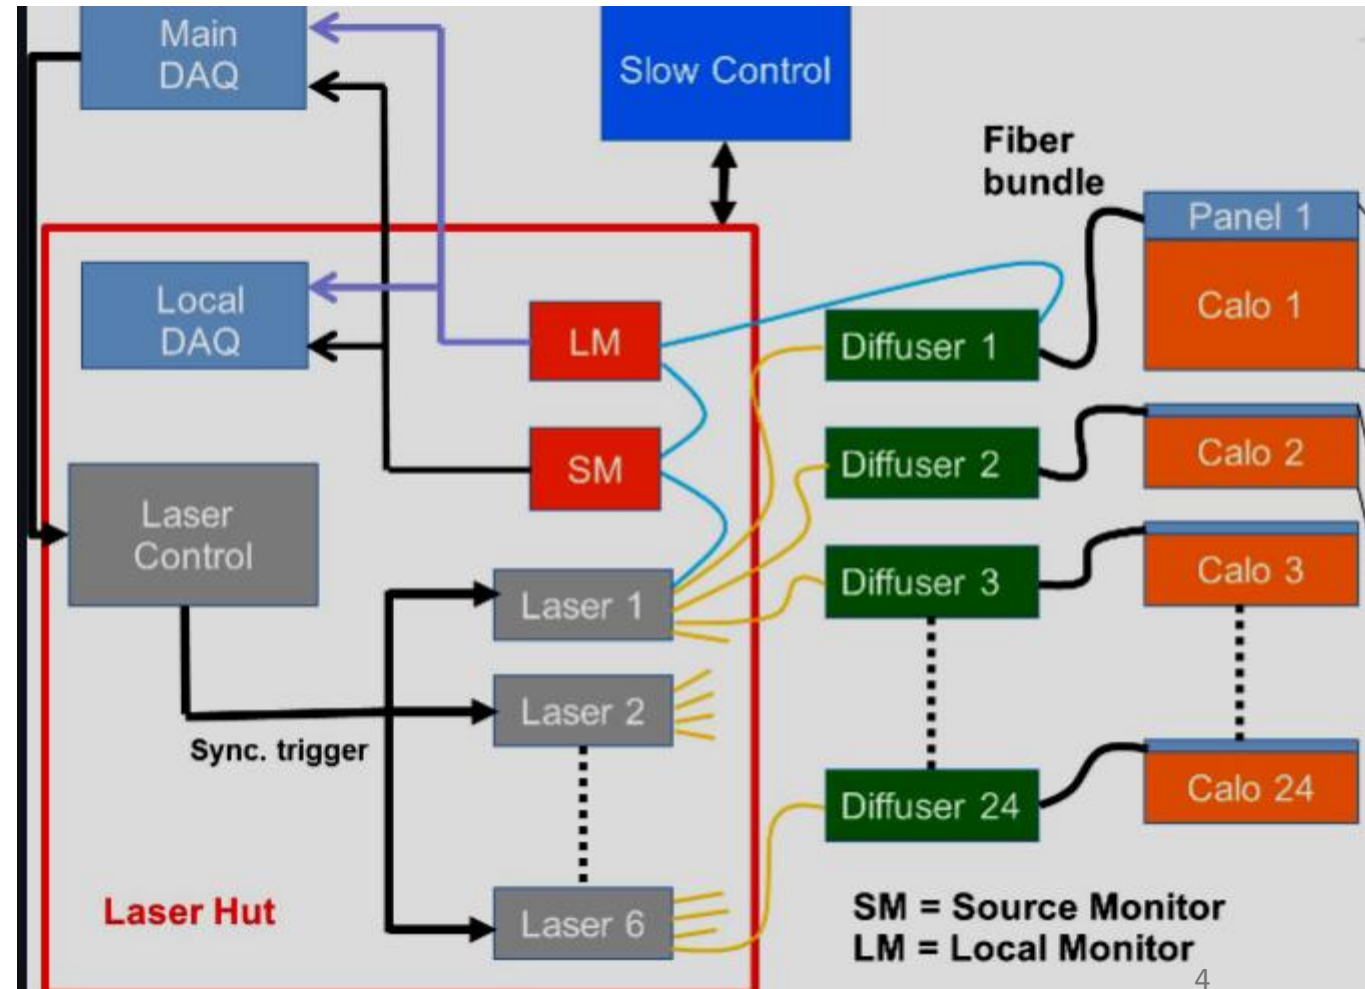 Main
DAQ
Slow Control
Fiber
bundle
Panel 1
Calo 1
Local
DAQ
LM
Diffuser 1
SM
Diffuser 2
Calo 2
Laser
Control
Laser 1
Diffuser 3
Calo 3
Laser 2
Sync. trigger
Diffuser 24
Calo 24
Laser Hut
Laser 6
SM = Source Monitor
LM = Local Monitor
4